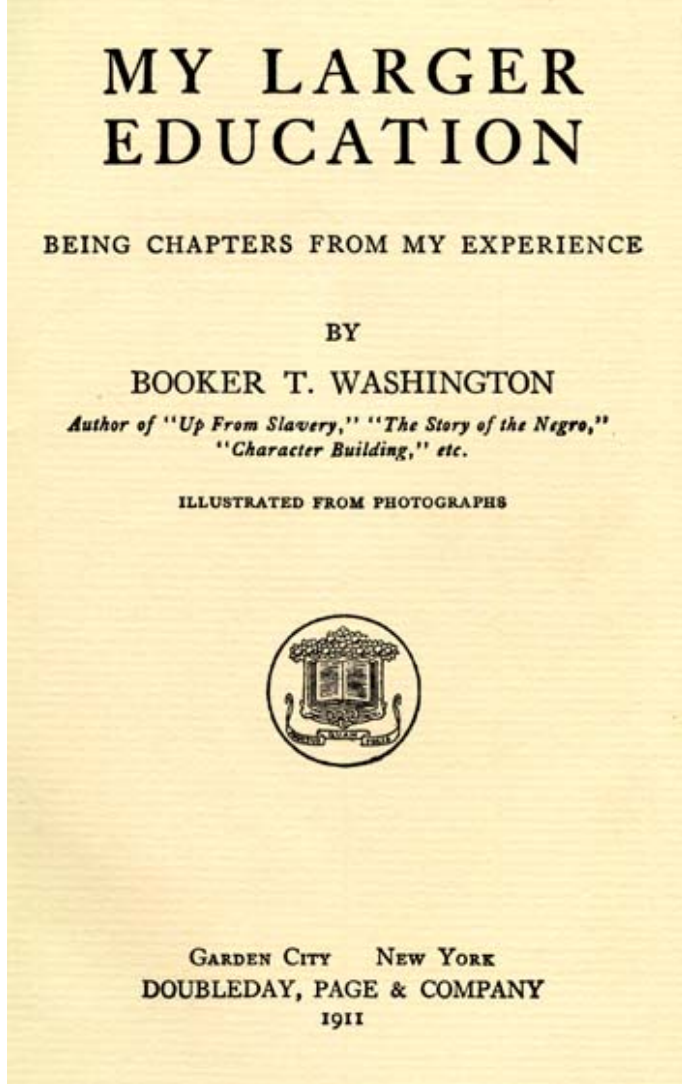 MY LARGER
EDUCATION
BEING CHAPTERS FROM MY EXPERIENCE
BY
BOOKER T. WASHINGTON
Author of "Up From Slavery," "The Story of the Negro,"
"Character Building," etc.
ILLUSTRATED FROM PHOTOGRAPHS
GARDEN CITY NEW YORK
DOUBLEDAY, PAGE & COMPANY
1911